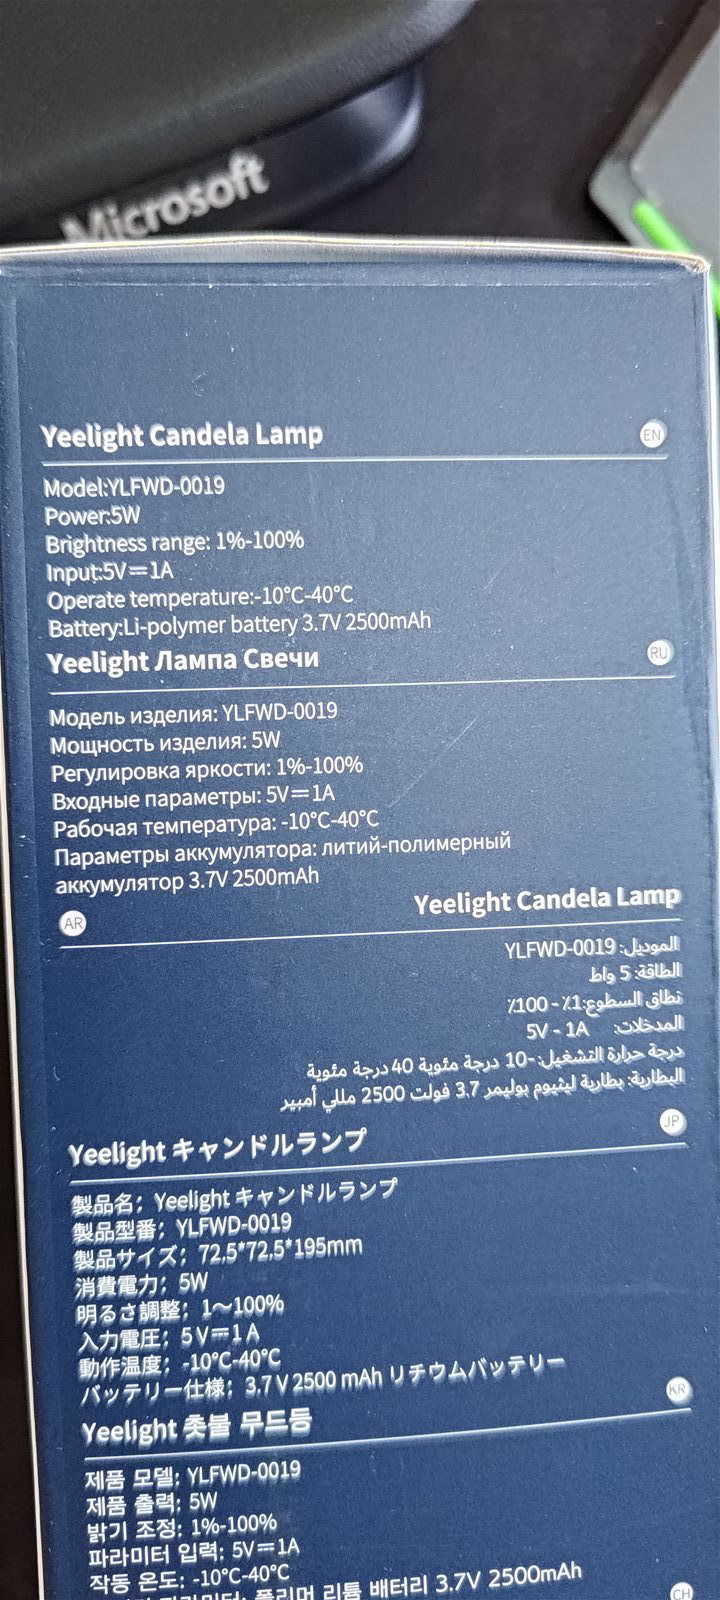 Microsoft
Yeelight Candela Lamp
EN
Model:YLFWD-0019
Power:5W
Brightness range: 1%-100%
Input:5V⎓1A
Operate temperature:-10°C-40°C
Battery:Li-polymer battery 3.7V 2500mAh
Yeelight Лампа Свечи
RU
Модель изделия: YLFWD-0019
Мощность изделия: 5W
Регулировка яркости: 1%-100%
Входные параметры: 5V⎓1A
Рабочая температура: -10°C-40°C
Параметры аккумулятора: литий-полимерный
аккумулятор 3.7V 2500mAh
Yeelight Candela Lamp
AR
الموديل: YLFWD-0019
الطاقة: 5 واط
نطاق السطوع:1٪ - 100٪
المدخلات: 5V - 1A
درجة حرارة التشغيل:-10 درجة مئوية 40 درجة مئوية
البطارية: بطارية ليثيوم بوليمر 3.7 فولت 2500 مللي أمبير
Yeelight キャンドルランプ
JP
製品名；Yeelight キャンドルランプ
製品型番；YLFWD-0019
製品サイズ；72.5*72.5*195mm
消費電力；5W
明るさ調整；1～100%
入力電圧；5V⎓1A
動作温度；-10°C-40°C
バッテリー仕様；3.7V 2500 mAh リチウムバッテリー
Yeelight 촛불 무드등
KR
제품 모델: YLFWD-0019
제품 출력: 5W
밝기 조정: 1%-100%
파라미터 입력: 5V⎓1A
작동 온도: -10°C-40°C
폴리머 리튬 배터리 3.7V 2500mAh
CH